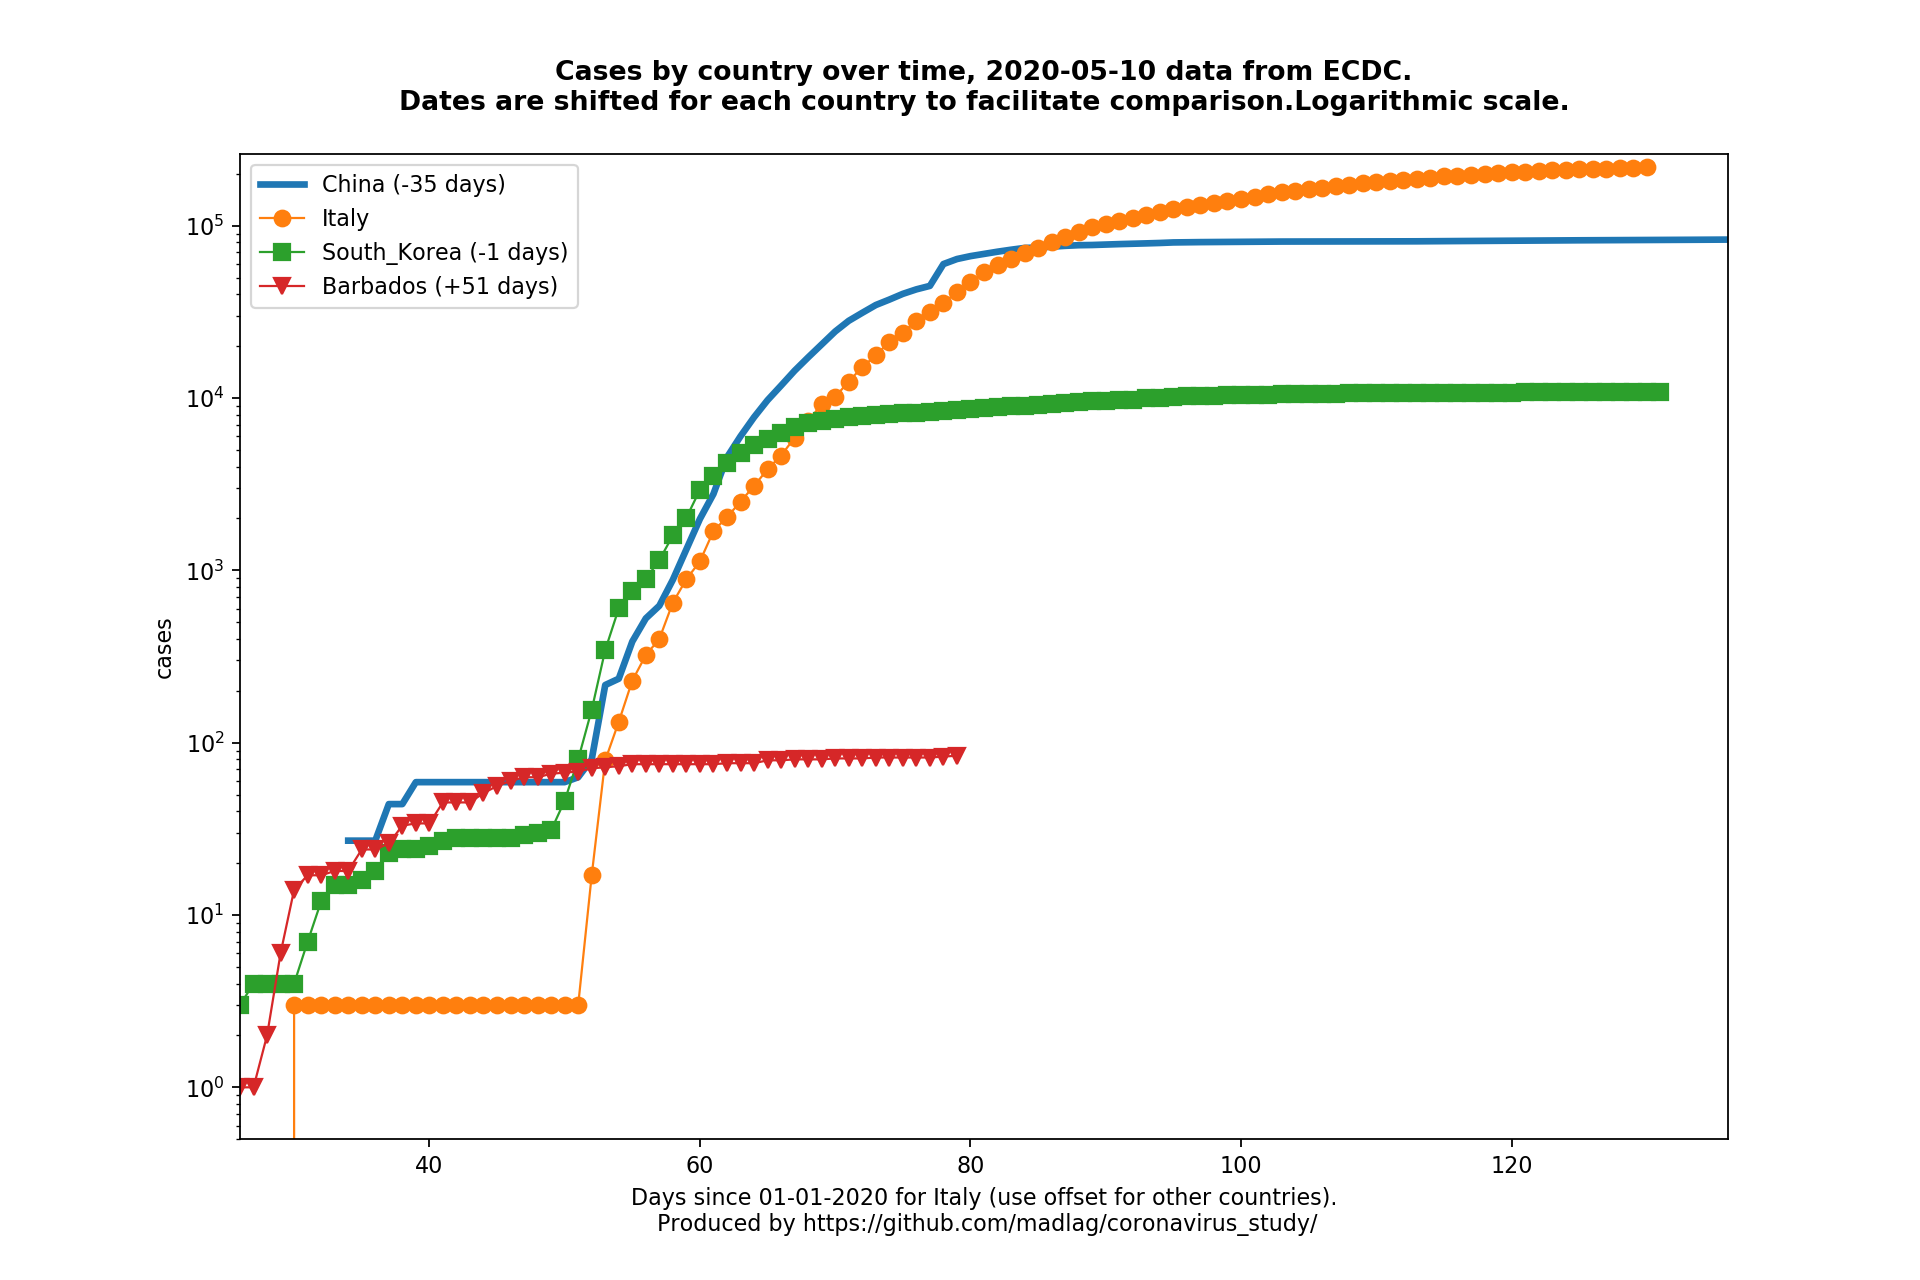 Cases by country over time, 2020-05-10 data from ECDC.
Dates are shifted for each country to facilitate comparison.Logarithmic scale.
China (-35 days)
Italy
South_Korea (-1 days)
Barbados (+51 days)
10^5
10^4
10^3
10^2
10^1
10^0
cases
40 60 80 100 120
Days since 01-01-2020 for Italy (use offset for other countries).
Produced by https://github.com/madlag/coronavirus_study/